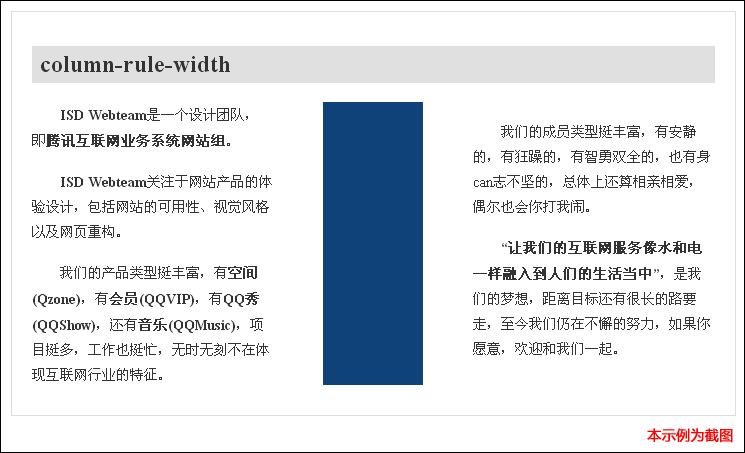 column-rule-width
ISD Webteam是一个设计团队，
即腾讯互联网业务系统网站组。
ISD Webteam关注于网站产品的体
验设计，包括网站的可用性、视觉风格
以及网页重构。
我们的产品类型挺丰富，有空间
(Qzone)，有会员(QQVIP)，有QQ秀
(QQShow)，还有音乐(QQMusic)，项
目挺多，工作也挺忙，无时无刻不在体
现互联网行业的特征。
我们的成员类型挺丰富，有安静
的，有狂躁的，有智勇双全的，也有身
can志不坚的，总体上还算相亲相爱，
偶尔也会你打我闹。
“让我们的互联网服务像水和电
一样融入到人们的生活当中”，是我
们的梦想，距离目标还有很长的路要
走，至今我们仍在不懈的努力，如果你
愿意，欢迎和我们一起。
本示例为截图